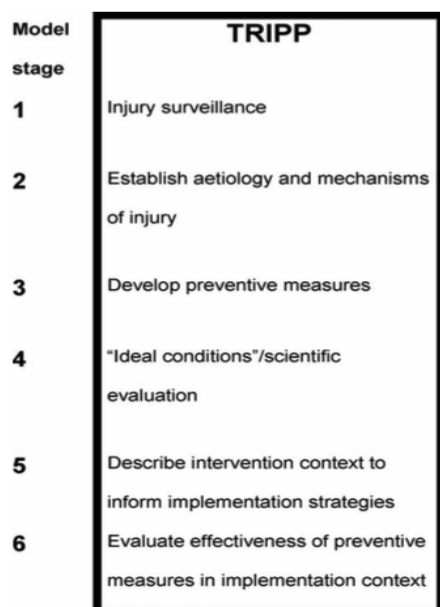 Model TRIPP
stage
1 Injury surveillance
2 Establish aetiology and mechanisms
of injury
3 Develop preventive measures
4 “Ideal conditions”/scientific
evaluation
5 Describe intervention context to
inform implementation strategies
6 Evaluate effectiveness of preventive
measures in implementation context